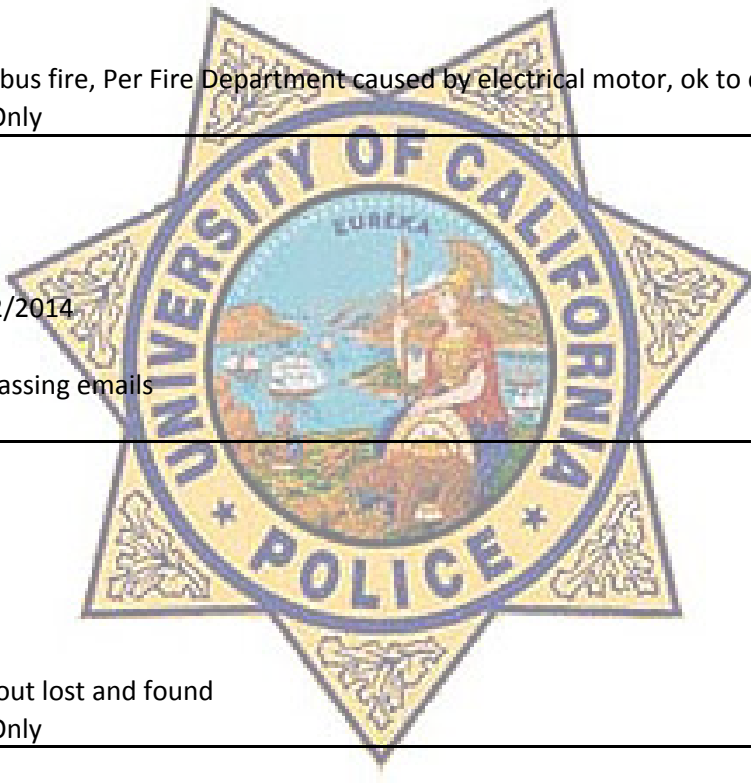 bus fire, Per Fire Department caused by electrical motor, ok to
Only
UNIVERSITY OF CALIFORNIA
EUREKA
2/2014
assing emails
POLICE
out lost and found
Only